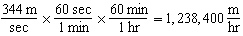 344 m/sec × 60 sec/1 min × 60 min/1 hr = 1,238,400 m/hr